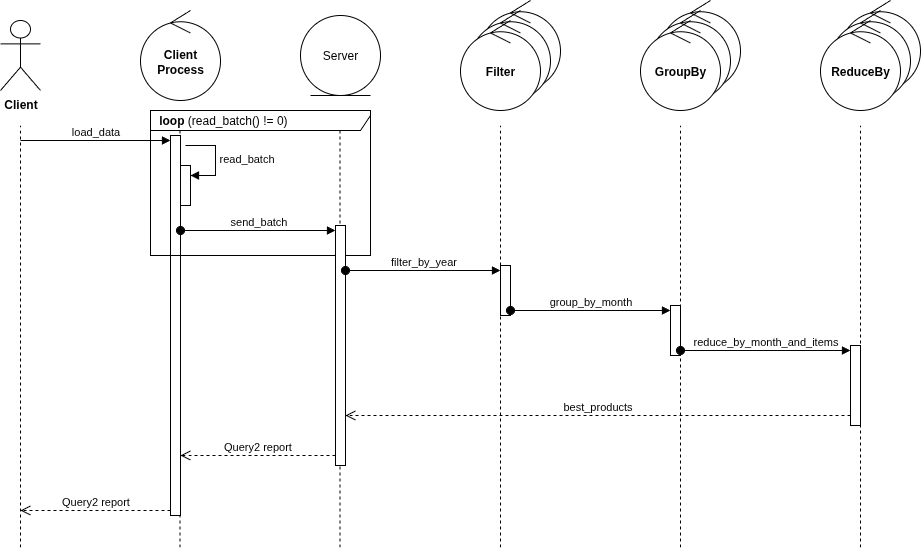 Client
Client
Process
Server
Filter
GroupBy
ReduceBy
loop (read_batch() != 0)
load_data
read_batch
send_batch
filter_by_year
group_by_month
reduce_by_month_and_items
best_products
Query2 report
Query2 report